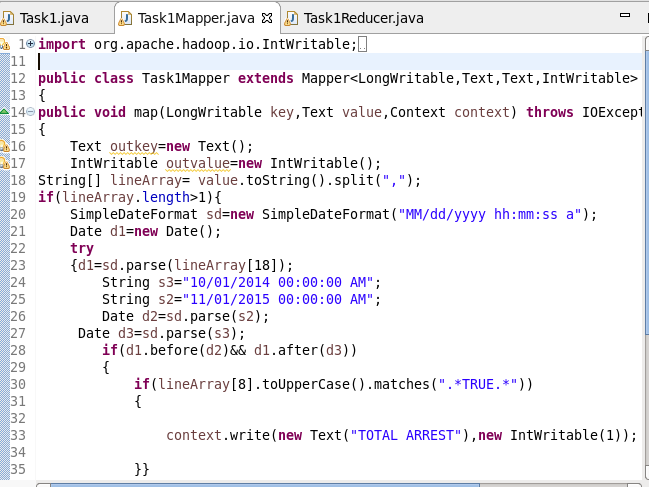 Task1.java Task1Mapper.java Task1Reducer.java
1 import org.apache.hadoop.io.IntWritable;
11
12 public class Task1Mapper extends Mapper<LongWritable,Text,Text,IntWritable>
13 {
14 public void map(LongWritable key,Text value,Context context) throws IOExcept
15 {
16     Text outkey=new Text();
17     IntWritable outvalue=new IntWritable();
18 String[] lineArray= value.toString().split(",");
19 if(lineArray.length>1){
20     SimpleDateFormat sd=new SimpleDateFormat("MM/dd/yyyy hh:mm:ss a");
21     Date d1=new Date();
22     try
23     {d1=sd.parse(lineArray[18]);
24         String s3="10/01/2014 00:00:00 AM";
25         String s2="11/01/2015 00:00:00 AM";
26         Date d2=sd.parse(s2);
27      Date d3=sd.parse(s3);
28         if(d1.before(d2)&& d1.after(d3))
29         {
30             if(lineArray[8].toUpperCase().matches(".*TRUE.*"))
31             {
32
33                 context.write(new Text("TOTAL ARREST"),new IntWritable(1));
34
35             }}